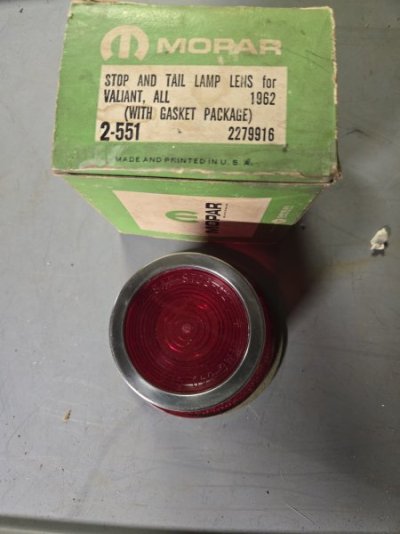 MOPAR
STOP AND TAIL LAMP LENS for
VALIANT, ALL 1962
(WITH GASKET PACKAGE)
2-551 2279916
MADE AND PRINTED IN U. S. A.
MOPAR